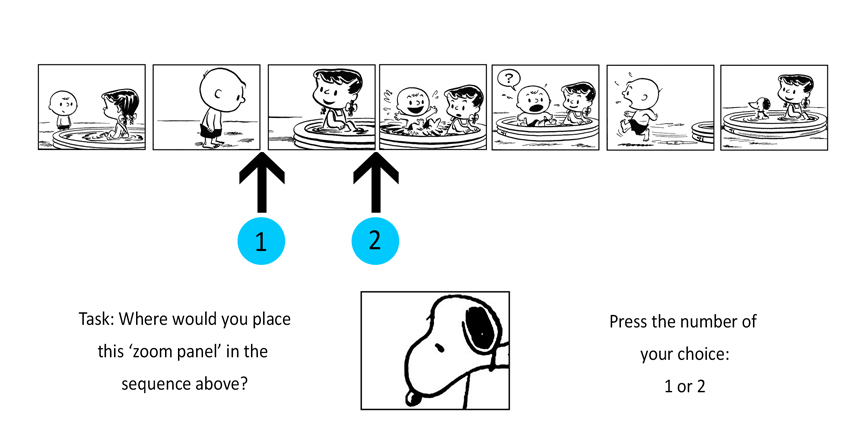 ?
1
2
Task: Where would you place
this ‘zoom panel’ in the
sequence above?
Press the number of
your choice:
1 or 2